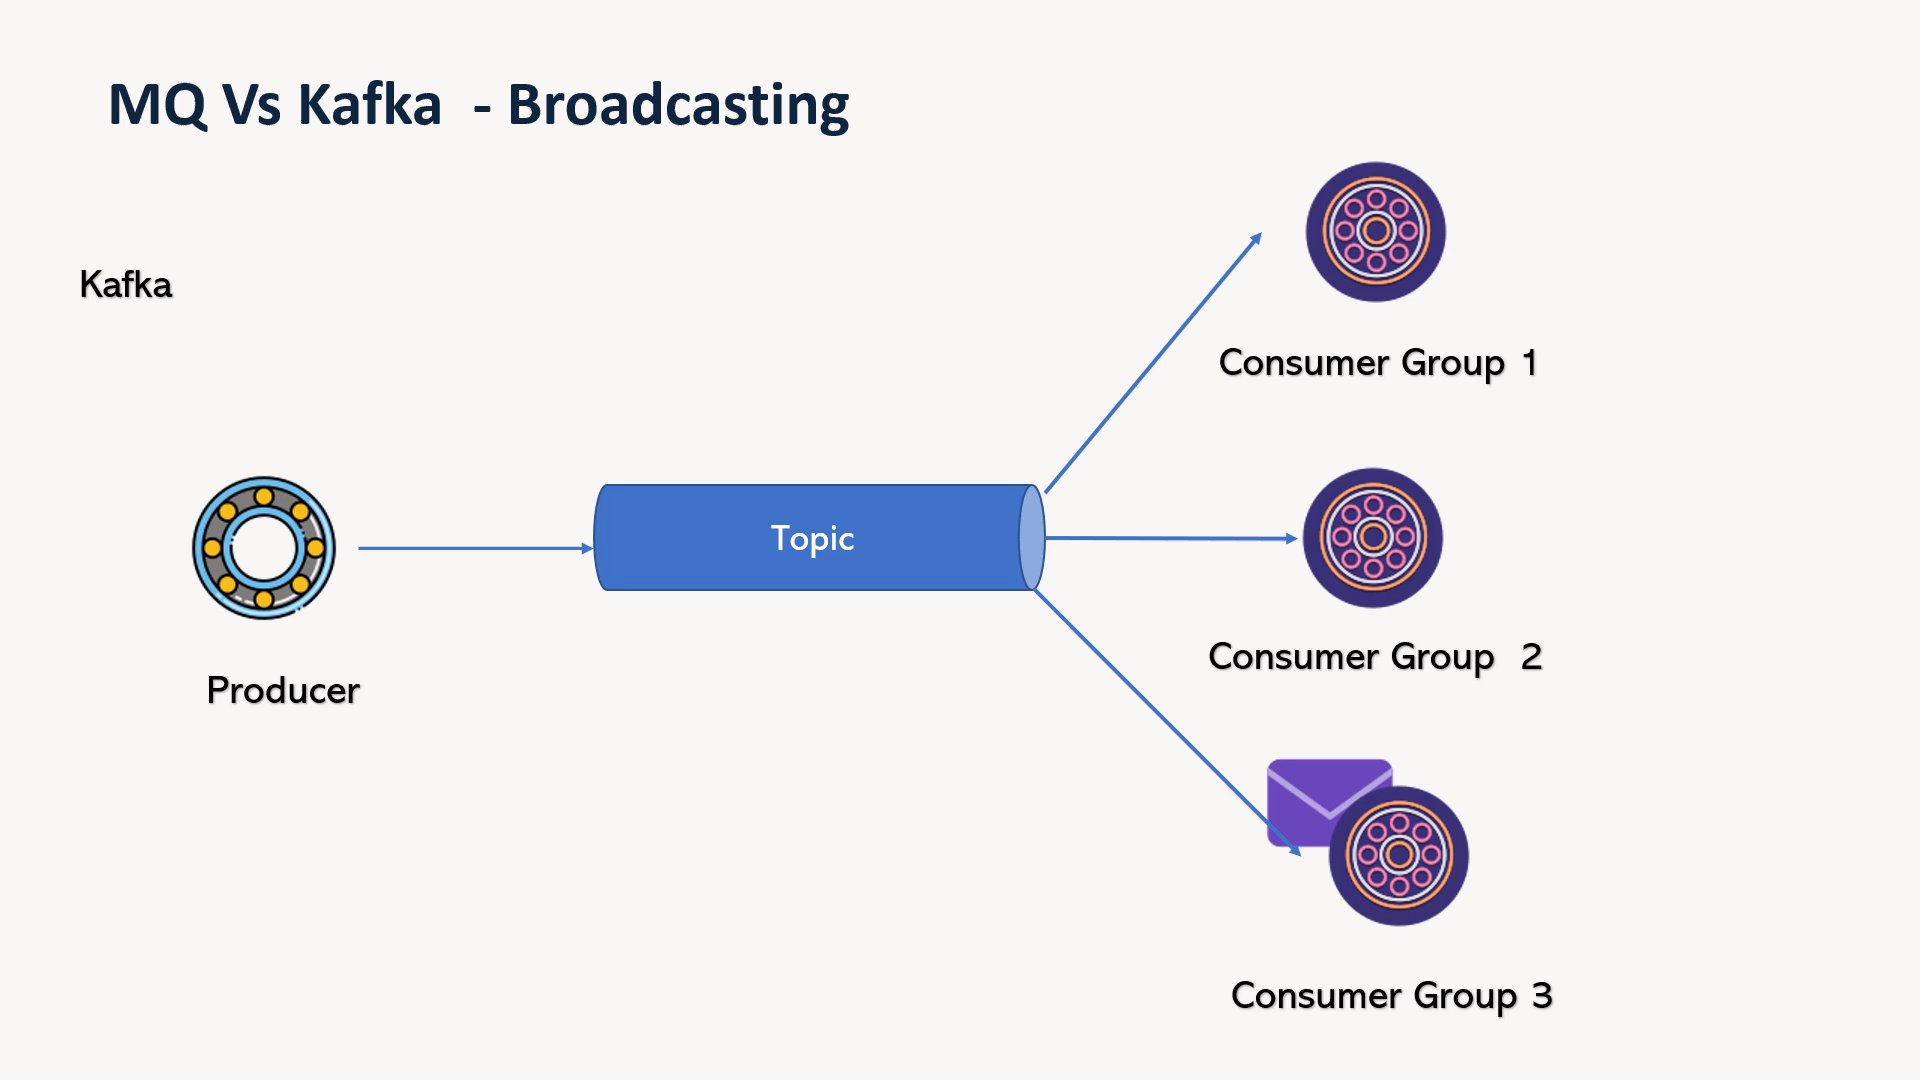 MQ Vs Kafka  - Broadcasting
Kafka
Consumer Group 1
Topic
Consumer Group  2
Producer
Consumer Group 3